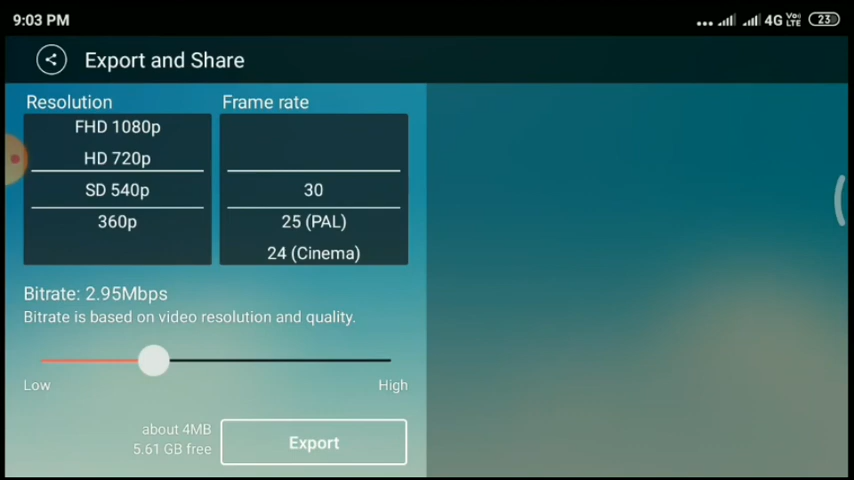 9:03 PM
4G Vo) LTE 23
Export and Share
Resolution
Frame rate
FHD 1080p
HD 720p
SD 540p
360p
30
25 (PAL)
24 (Cinema)
Bitrate: 2.95Mbps
Bitrate is based on video resolution and quality.
Low
High
about 4MB
5.61 GB free
Export